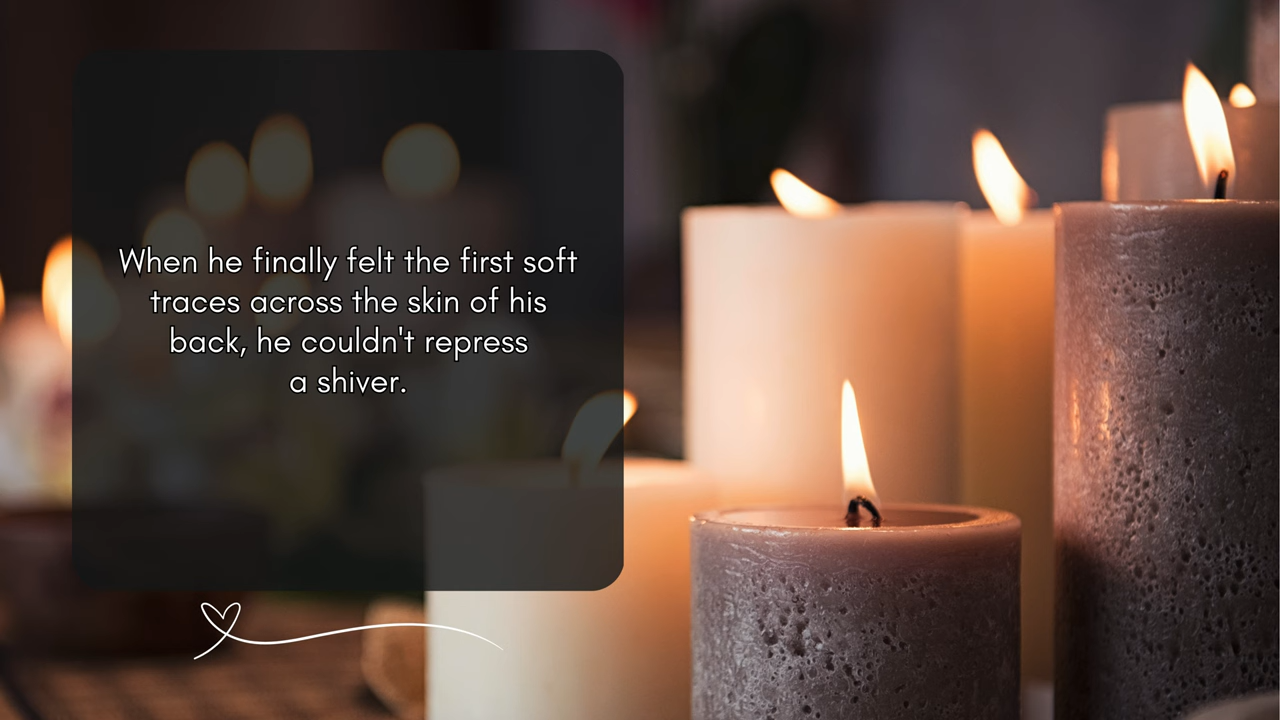 When he finally felt the first soft
traces across the skin of his
back, he couldn't repress
a shiver.